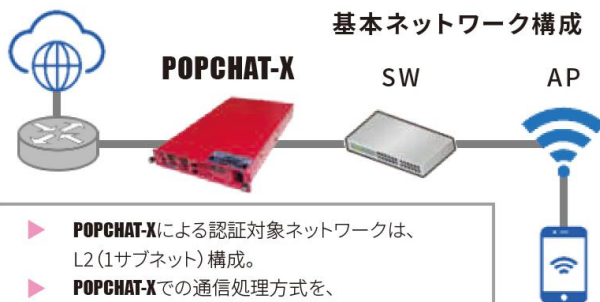 基本ネットワーク構成
POPCHAT-X
SW
AP
▶ POPCHAT-Xによる認証対象ネットワークは、
L2（1サブネット）構成。
▶ POPCHAT-Xでの通信処理方式を、